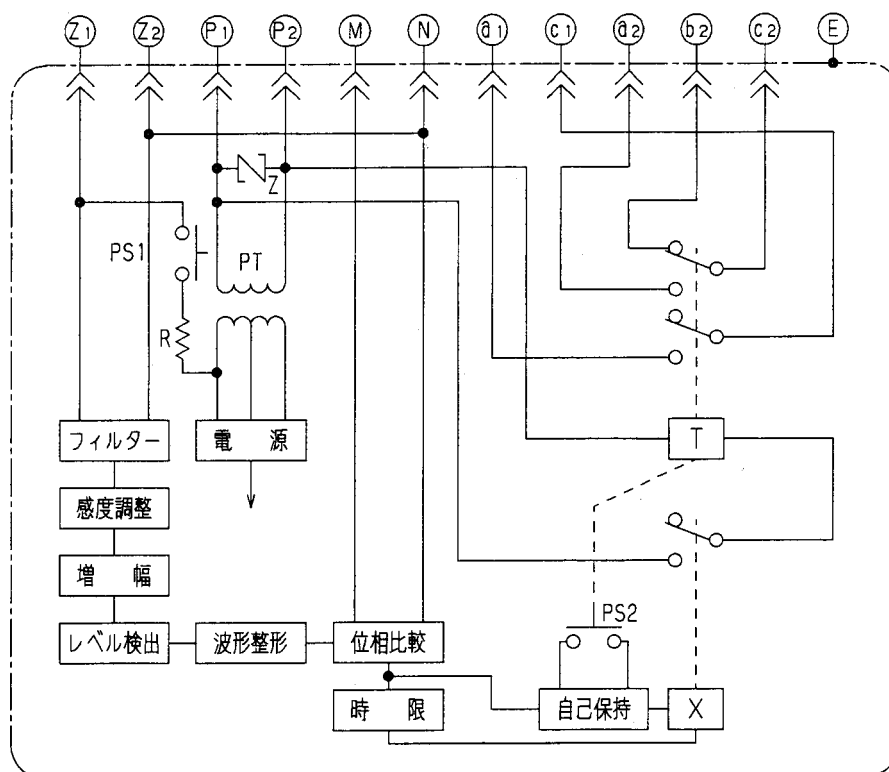 Z1 Z2 P1 P2 M N a1 c1 a2 b2 c2 E
Z
PS1
PT
R
フィルター
電 源
T
感度調整
増 幅
PS2
レベル検出
波形整形
位相比較
時 限
自己保持
X